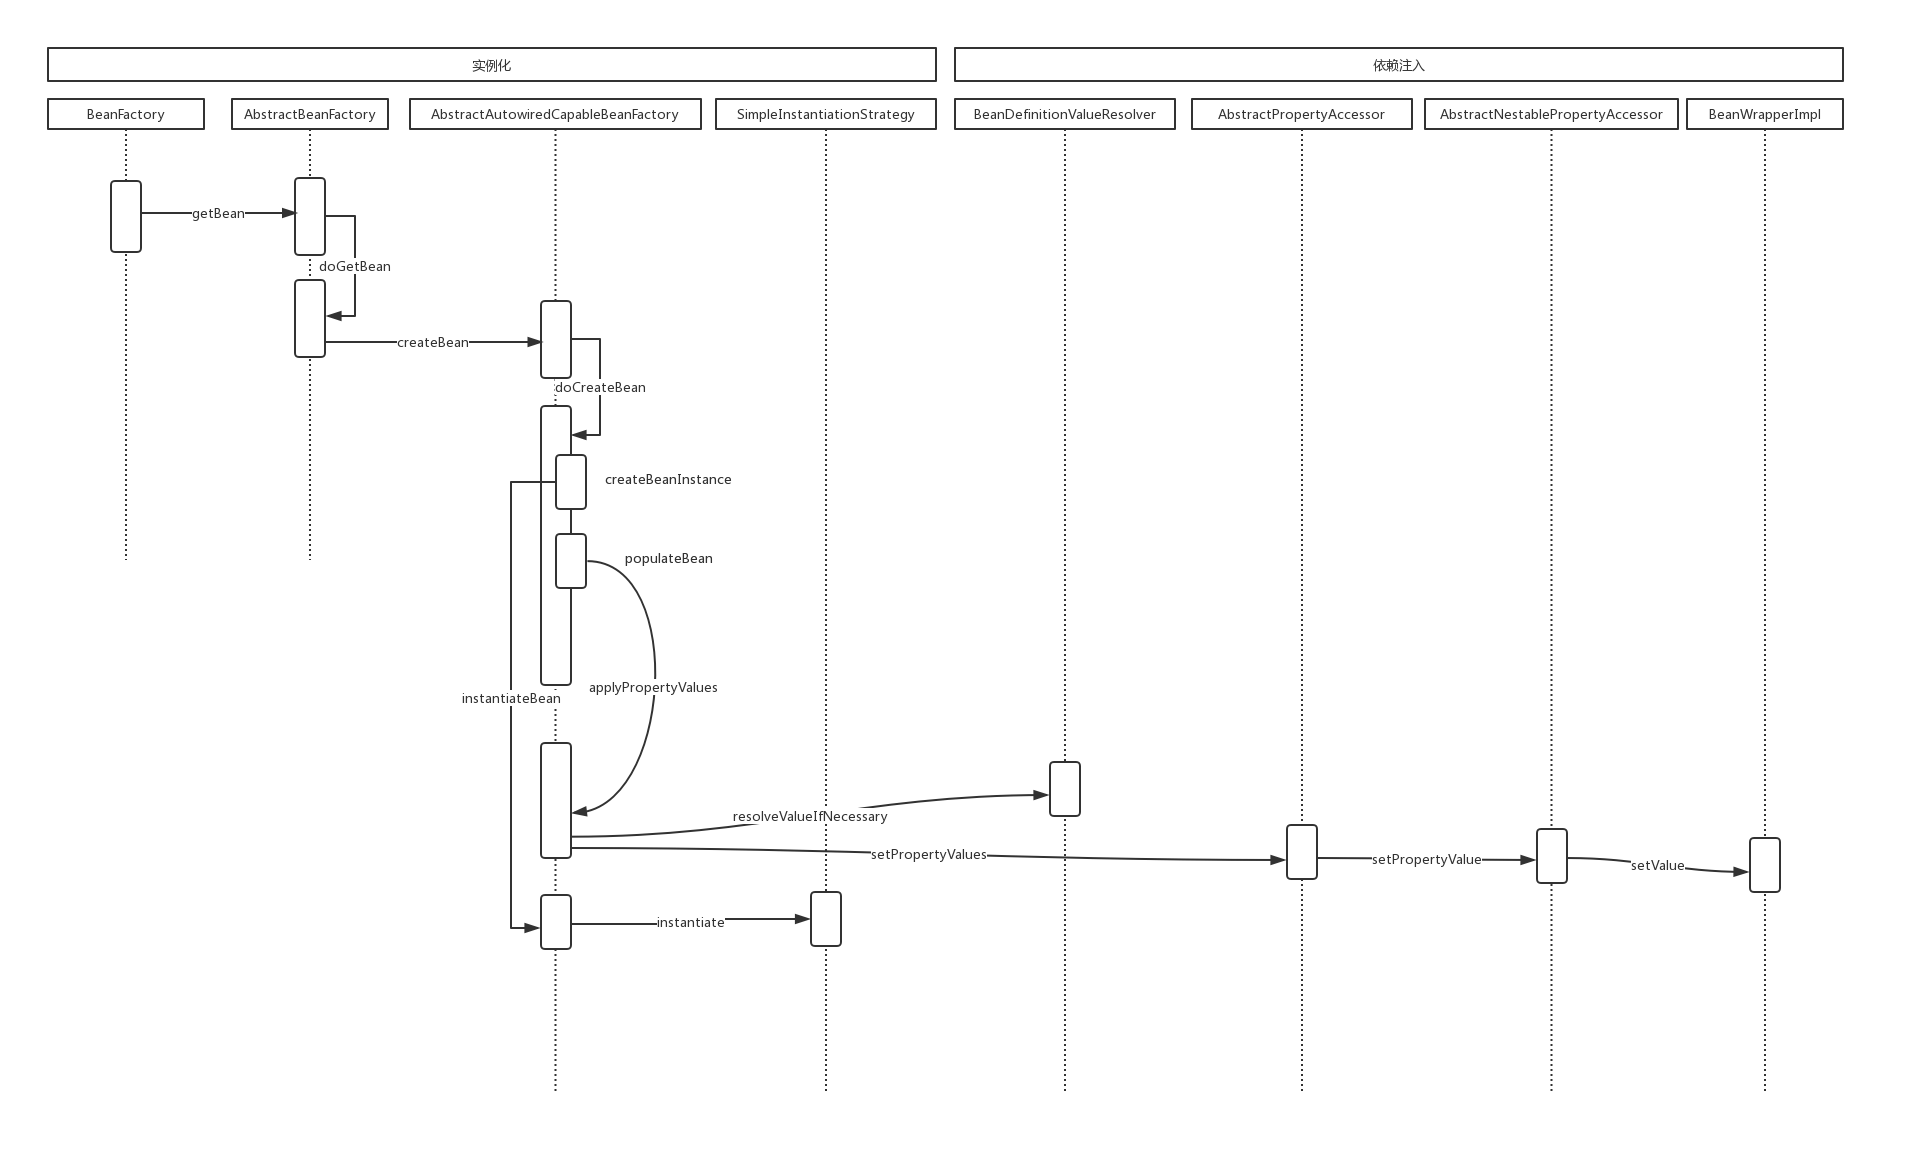 实例化
依赖注入
BeanFactory
AbstractBeanFactory
AbstractAutowiredCapableBeanFactory
SimpleInstantiationStrategy
BeanDefinitionValueResolver
AbstractPropertyAccessor
AbstractNestablePropertyAccessor
BeanWrapperImpl
getBean
doGetBean
createBean
doCreateBean
createBeanInstance
populateBean
applyPropertyValues
instantiateBean
resolveValueIfNecessary
setPropertyValues
setPropertyValue
setValue
instantiate